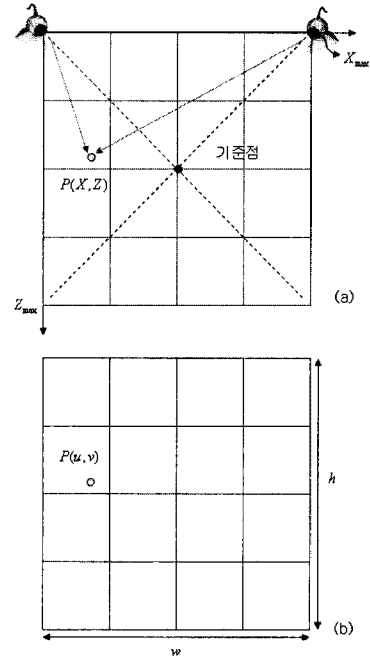 X_max
기준점
P(X,Z)
Z_max
(a)
P(u,v)
h
(b)
w